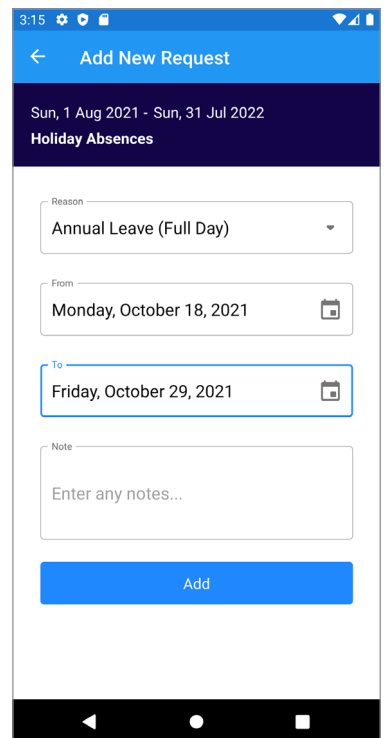 3:15
Add New Request
Sun, 1 Aug 2021 - Sun, 31 Jul 2022
Holiday Absences
Reason
Annual Leave (Full Day)
From
Monday, October 18, 2021
To
Friday, October 29, 2021
Note
Enter any notes...
Add